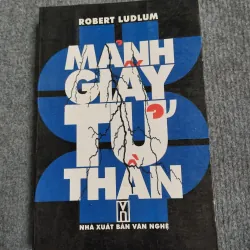 ROBERT LUDLUM
MẢNH
GIẤY
TỬ
THẦN
NHÀ XUẤT BẢN VĂN NGHỆ